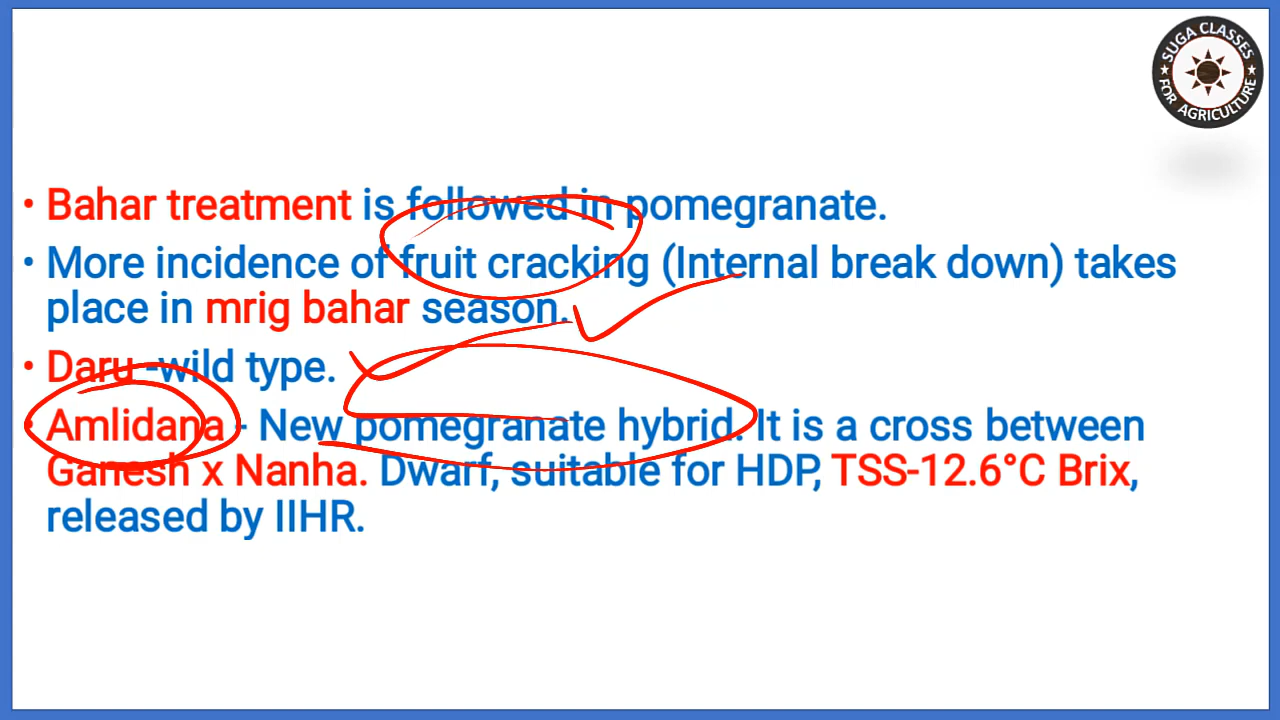 SUGA CLASSES
FOR AGRICULTURE
• Bahar treatment is followed in pomegranate.
• More incidence of fruit cracking (Internal break down) takes
place in mrig bahar season.
• Daru -wild type.
• Amlidana - New pomegranate hybrid. It is a cross between
Ganesh x Nanha. Dwarf, suitable for HDP, TSS-12.6°C Brix,
released by IIHR.